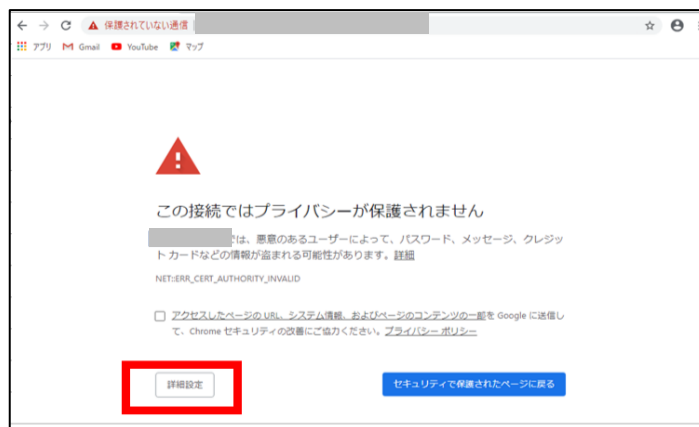 保護されていない通信
アプリ Gmail YouTube マップ
この接続ではプライバシーが保護されません
では、悪意のあるユーザーによって、パスワード、メッセージ、クレジッ
ト カードなどの情報が盗まれる可能性があります。詳細
NET::ERR_CERT_AUTHORITY_INVALID
アクセスしたページの URL、システム情報、およびページのコンテンツの一部を Google に送信し
て、Chrome セキュリティの改善にご協力ください。プライバシー ポリシー
詳細設定 セキュリティで保護されたページに戻る